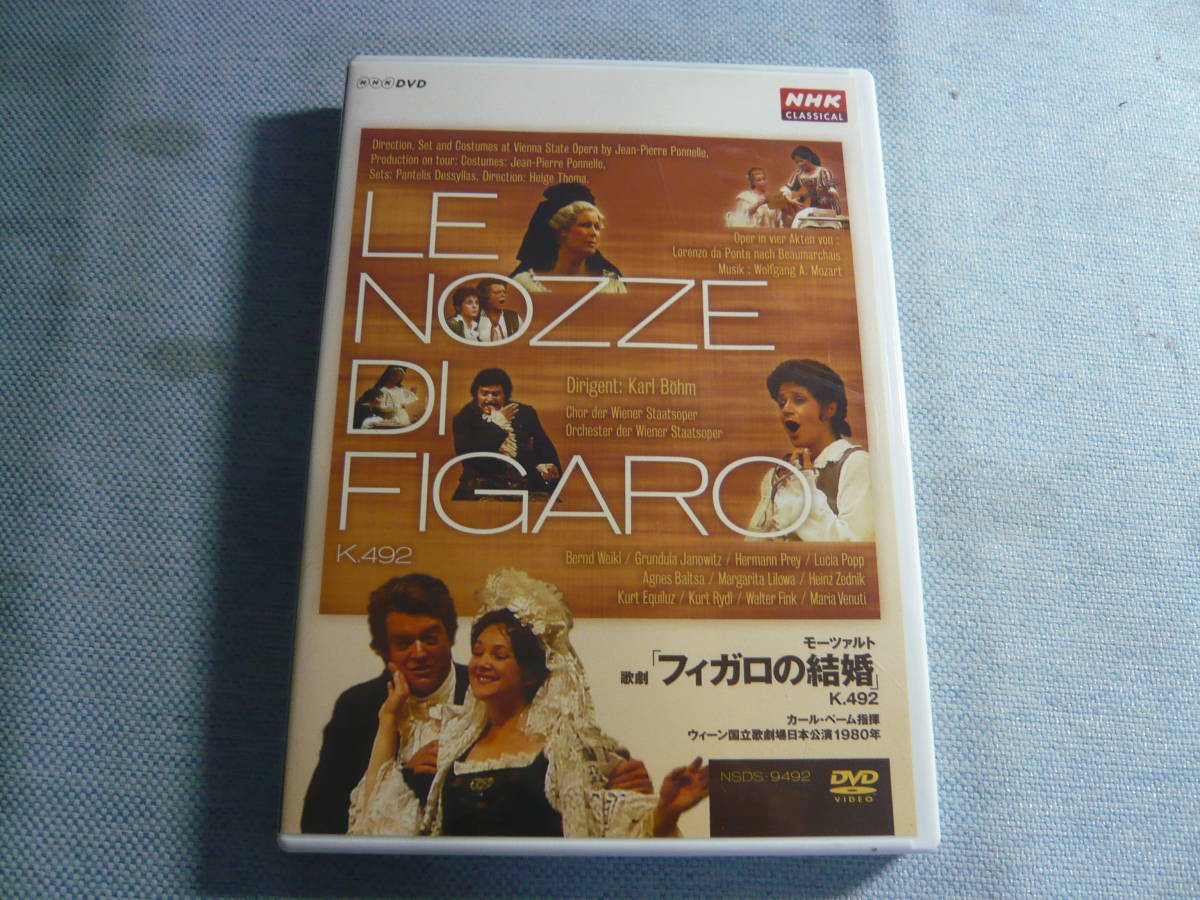 NHK DVD
NHK
CLASSICAL
Direction, Set and Costumes at Vienna State Opera by Jean-Pierre Ponnelle,
Production on tour: Costumes: Jean-Pierre Ponnelle,
Sets: Pantelis Dessyllas, Direction: Helge Thoma.
LE
NOZZE
DI
FIGARO
K.492
Oper in vier Akten von :
Lorenzo da Ponte nach Beaumarchais
Musik : Wolfgang A. Mozart
Dirigent: Karl Böhm
Chor der Wiener Staatsoper
Orchester der Wiener Staatsoper
Bernd Weikl / Grundula Janowitz / Hermann Prey / Lucia Popp
Agnes Baltsa / Margarita Lilowa / Heinz Zednik
Kurt Equiluz / Kurt Rydl / Walter Fink / Maria Venuti
モーツァルト
歌劇「フィガロの結婚」
K.492
カール・ベーム指揮
ウィーン国立歌劇場日本公演1980年
NSDS-9492
DVD
VIDEO